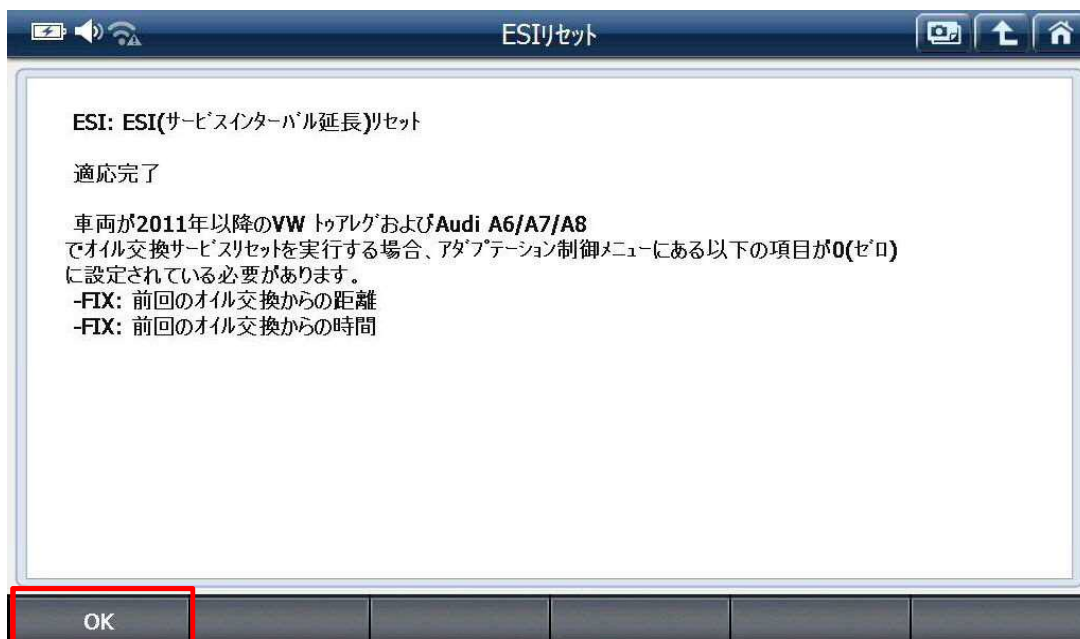 ESIﾘｾｯﾄ
ESI: ESI(ｻｰﾋﾞｽｲﾝﾀｰﾊﾞﾙ延長)ﾘｾｯﾄ
適応完了
車両が2011年以降のVW ﾄｩｱﾚｸﾞおよびAudi A6/A7/A8
でｵｲﾙ交換ｻｰﾋﾞｽﾘｾｯﾄを実行する場合、ｱﾀﾞﾌﾟﾃｰｼｮﾝ制御ﾒﾆｭｰにある以下の項目が0(ｾﾞﾛ)
に設定されている必要があります。
-FIX: 前回のｵｲﾙ交換からの距離
-FIX: 前回のｵｲﾙ交換からの時間
OK